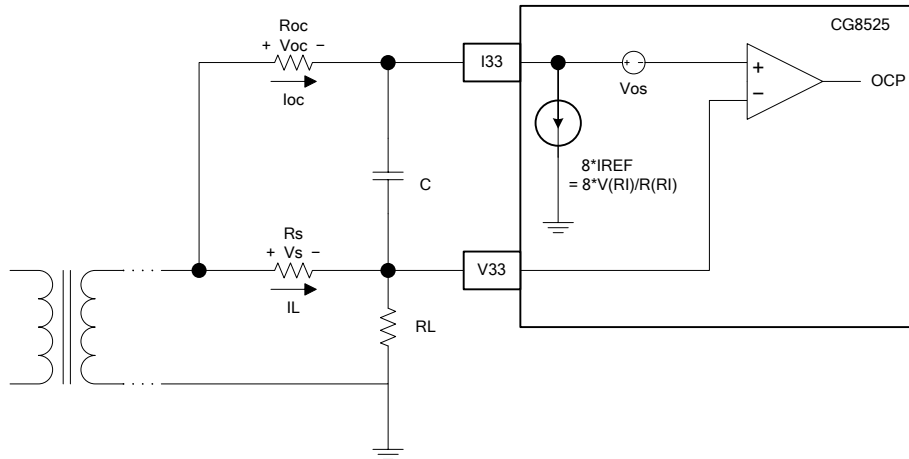 CG8525
Roc
+ Voc −
Ioc
I33
+ −
Vos
+
−
OCP
8*IREF
= 8*V(RI)/R(RI)
C
Rs
+ Vs −
IL
V33
RL
. . . .
. . . .